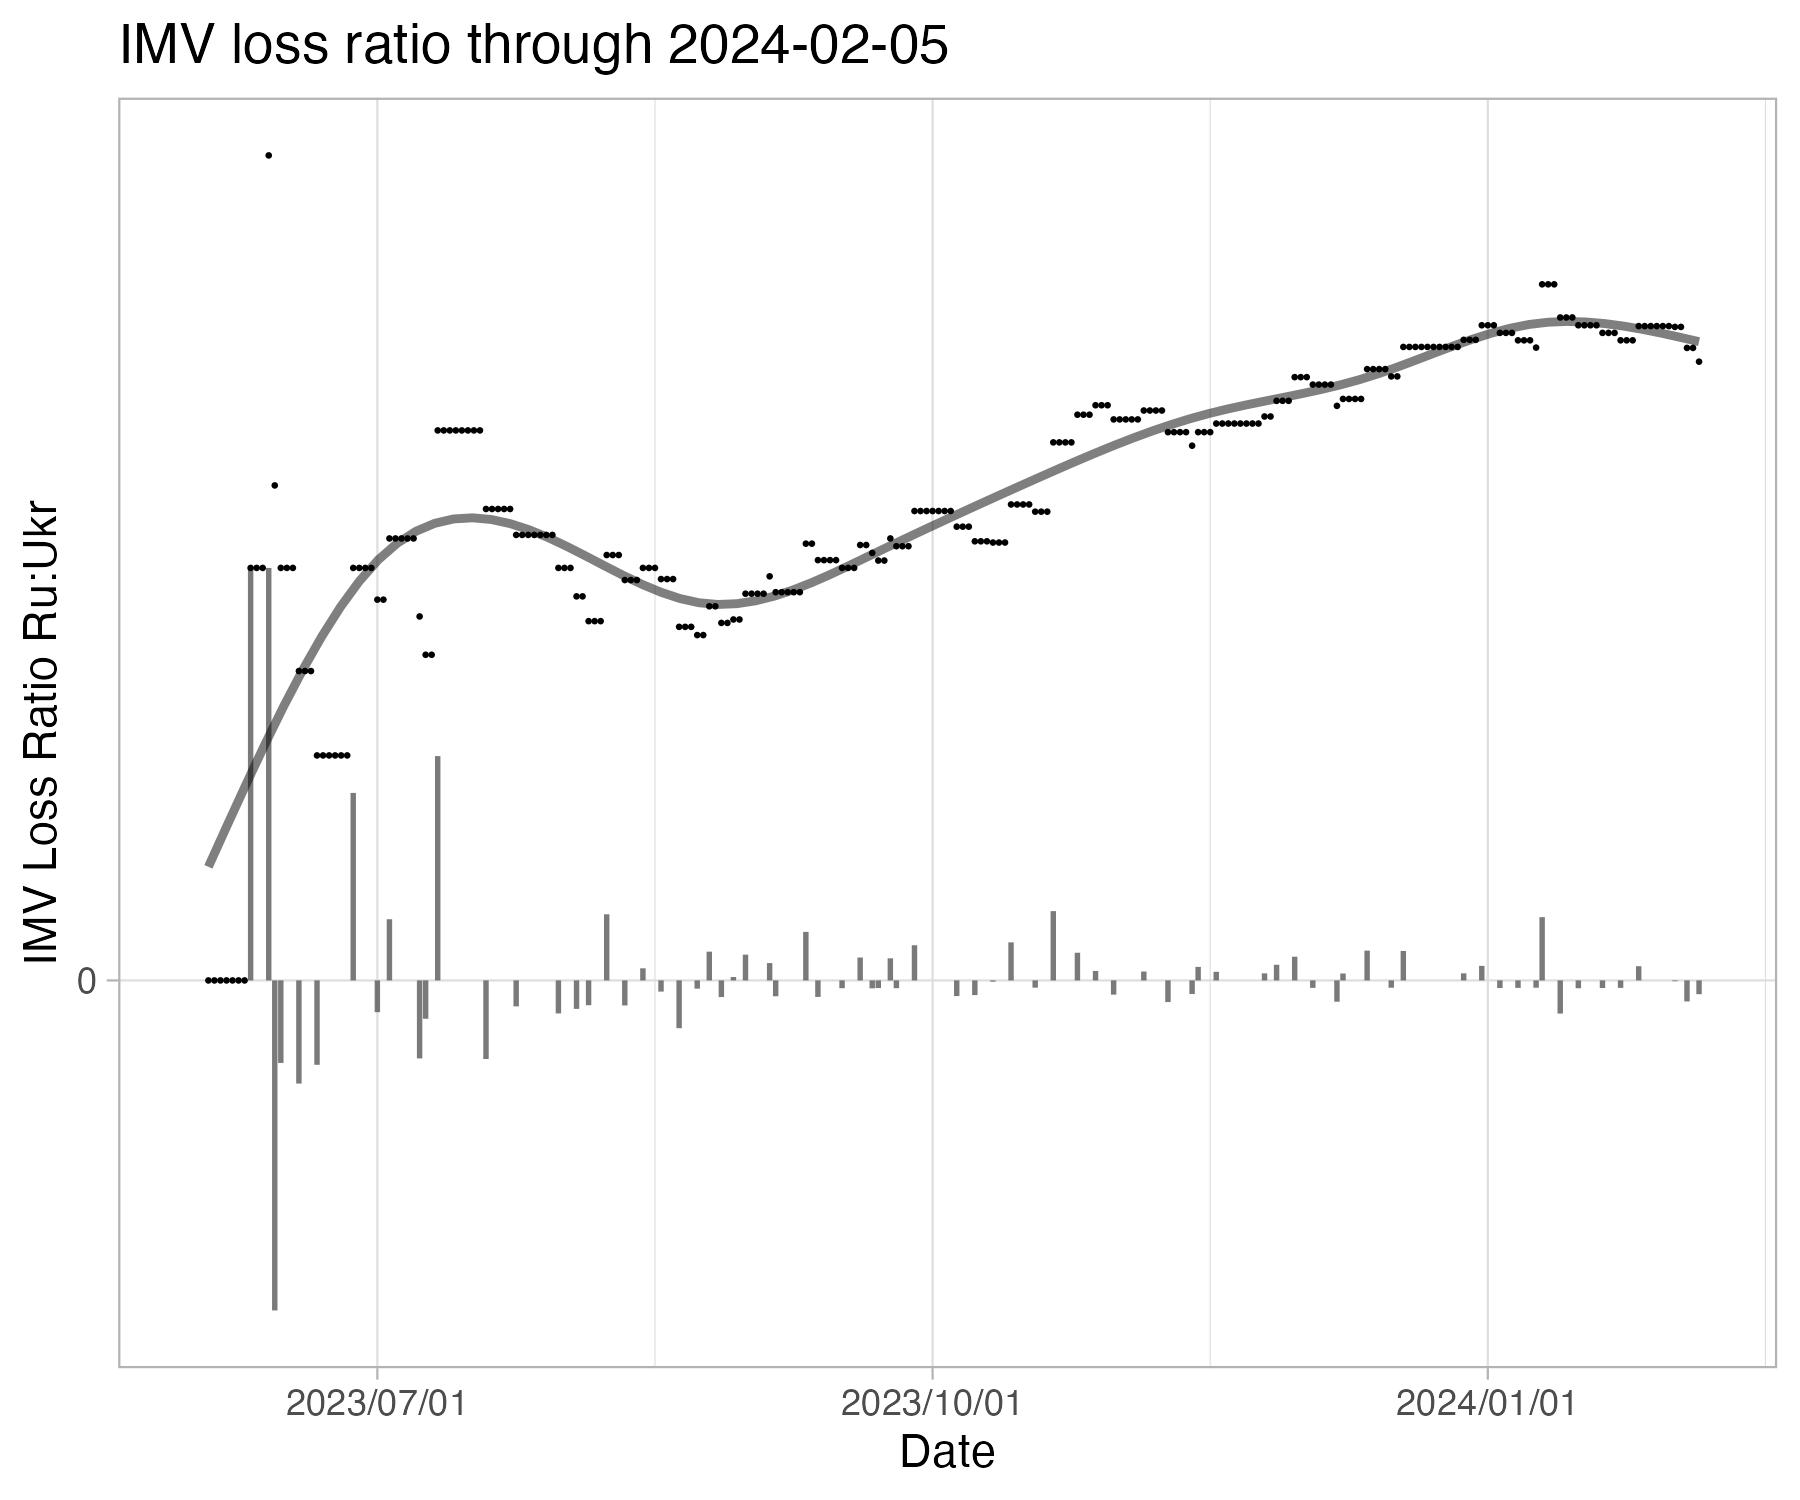 IMV loss ratio through 2024-02-05
IMV Loss Ratio Ru:Ukr
0
2023/07/01
2023/10/01
2024/01/01
Date